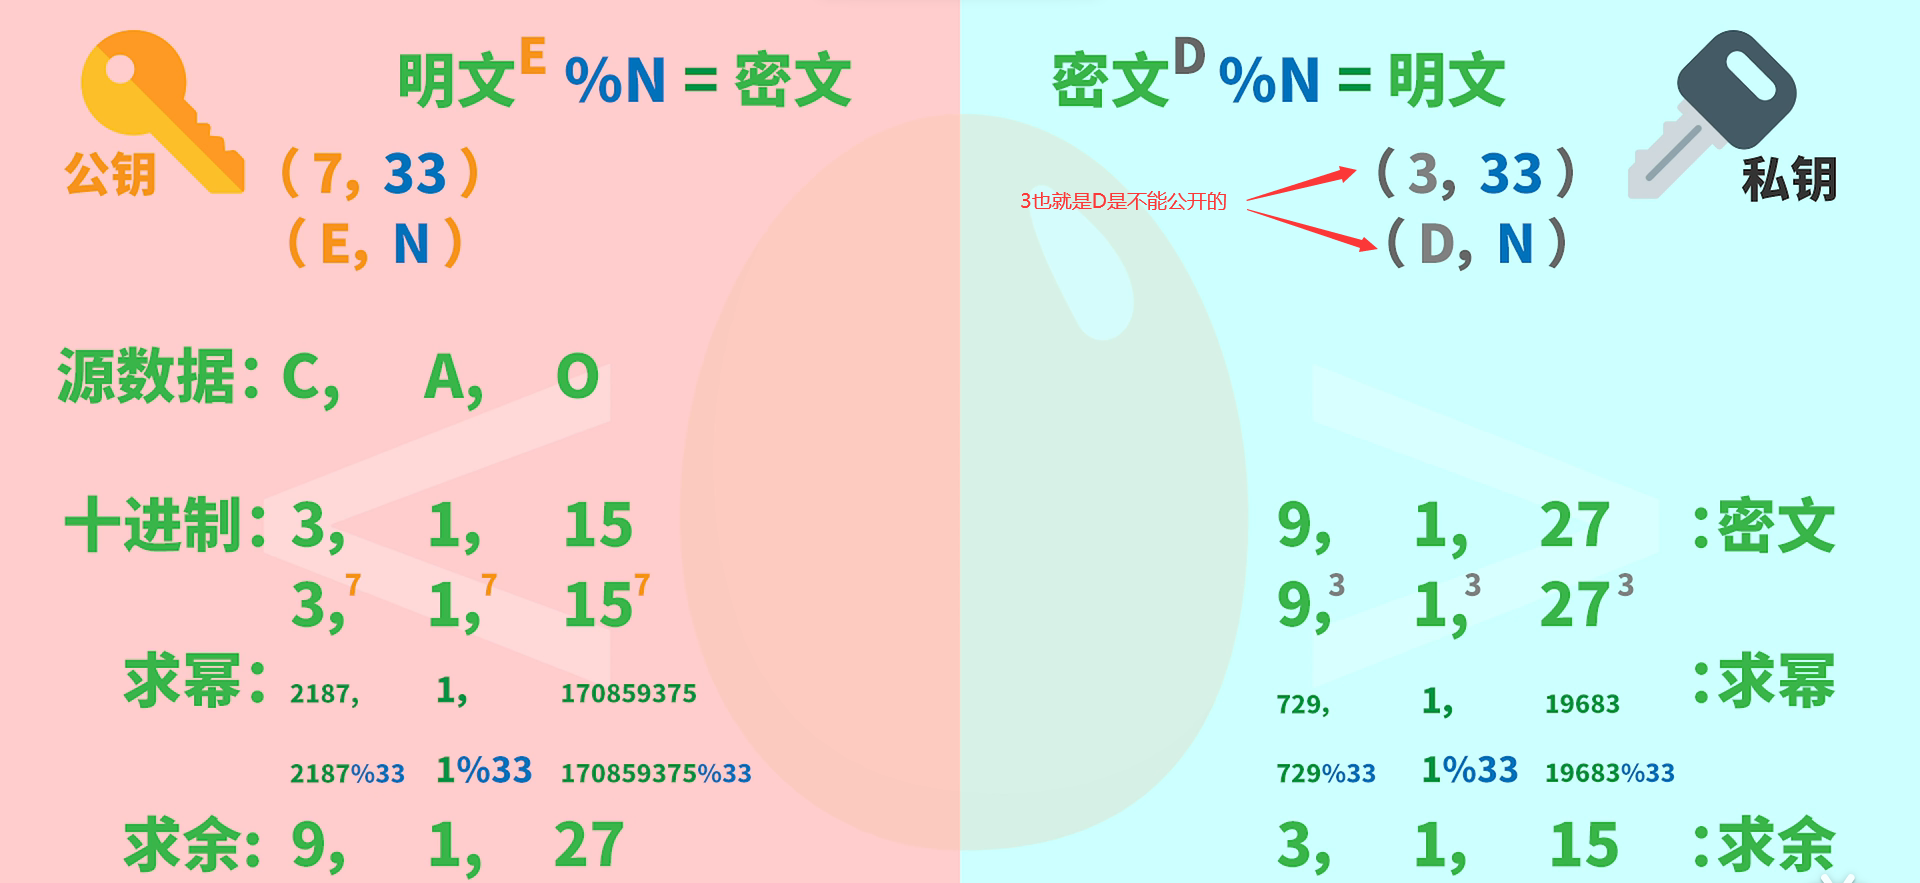 明文E %N = 密文
公钥
( 7, 33 )
( E, N )
源数据: C, A, O
十进制: 3, 1, 15
3,7 1,7 157
求幂: 2187, 1, 170859375
2187%33 1%33 170859375%33
求余: 9, 1, 27
密文D %N = 明文
( 3, 33 )
私钥
3也就是D是不能公开的
( D, N )
9, 1, 27 :密文
9,3 1,3 273
729, 1, 19683 :求幂
729%33 1%33 19683%33
3, 1, 15 :求余